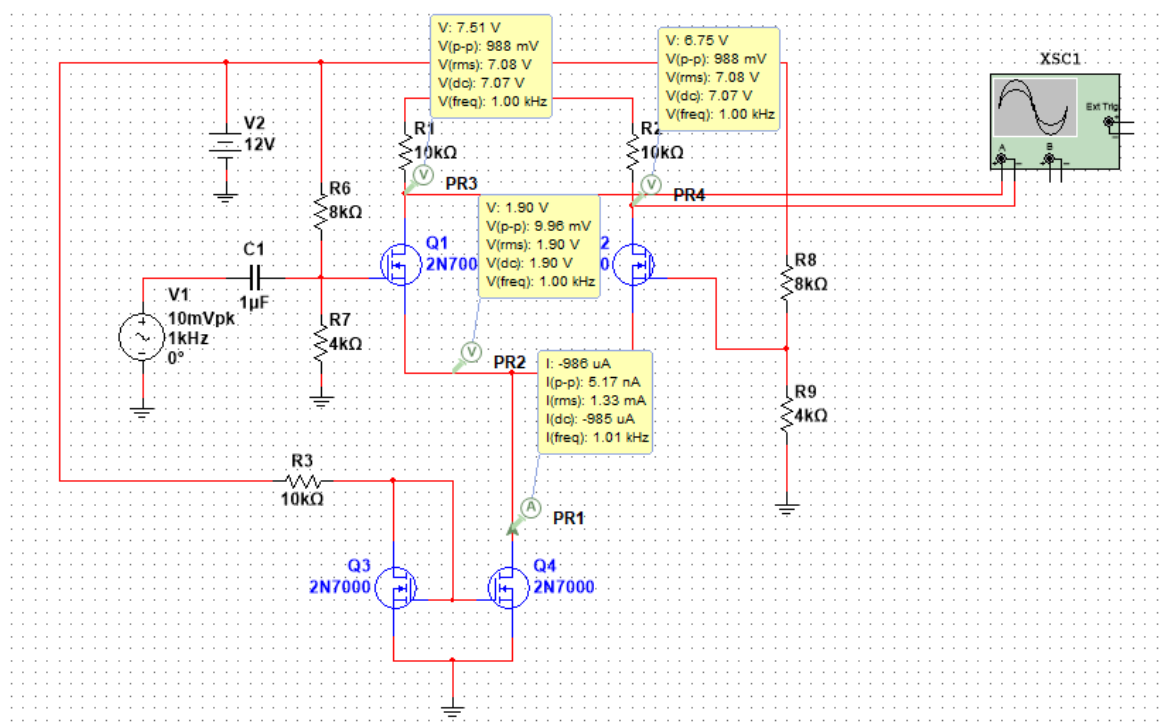 V: 7.51 V
V(p-p): 988 mV
V(rms): 7.08 V
V(dc): 7.07 V
V(freq): 1.00 kHz
V: 6.75 V
V(p-p): 988 mV
V(rms): 7.08 V
V(dc): 7.07 V
V(freq): 1.00 kHz
XSC1
Ext Trig
+
-
A
B
+
-
+
-
V2
12V
R1
10kΩ
R2
10kΩ
PR3
V
PR4
V
R6
8kΩ
V: 1.90 V
V(p-p): 9.96 mV
V(rms): 1.90 V
V(dc): 1.90 V
V(freq): 1.00 kHz
Q1
2N700
2
0
C1
1µF
R8
8kΩ
V1
10mVpk
1kHz
0°
R7
4kΩ
PR2
V
I: -986 uA
I(p-p): 5.17 nA
I(rms): 1.33 mA
I(dc): -985 uA
I(freq): 1.01 kHz
R9
4kΩ
R3
10kΩ
PR1
A
Q3
2N7000
Q4
2N7000